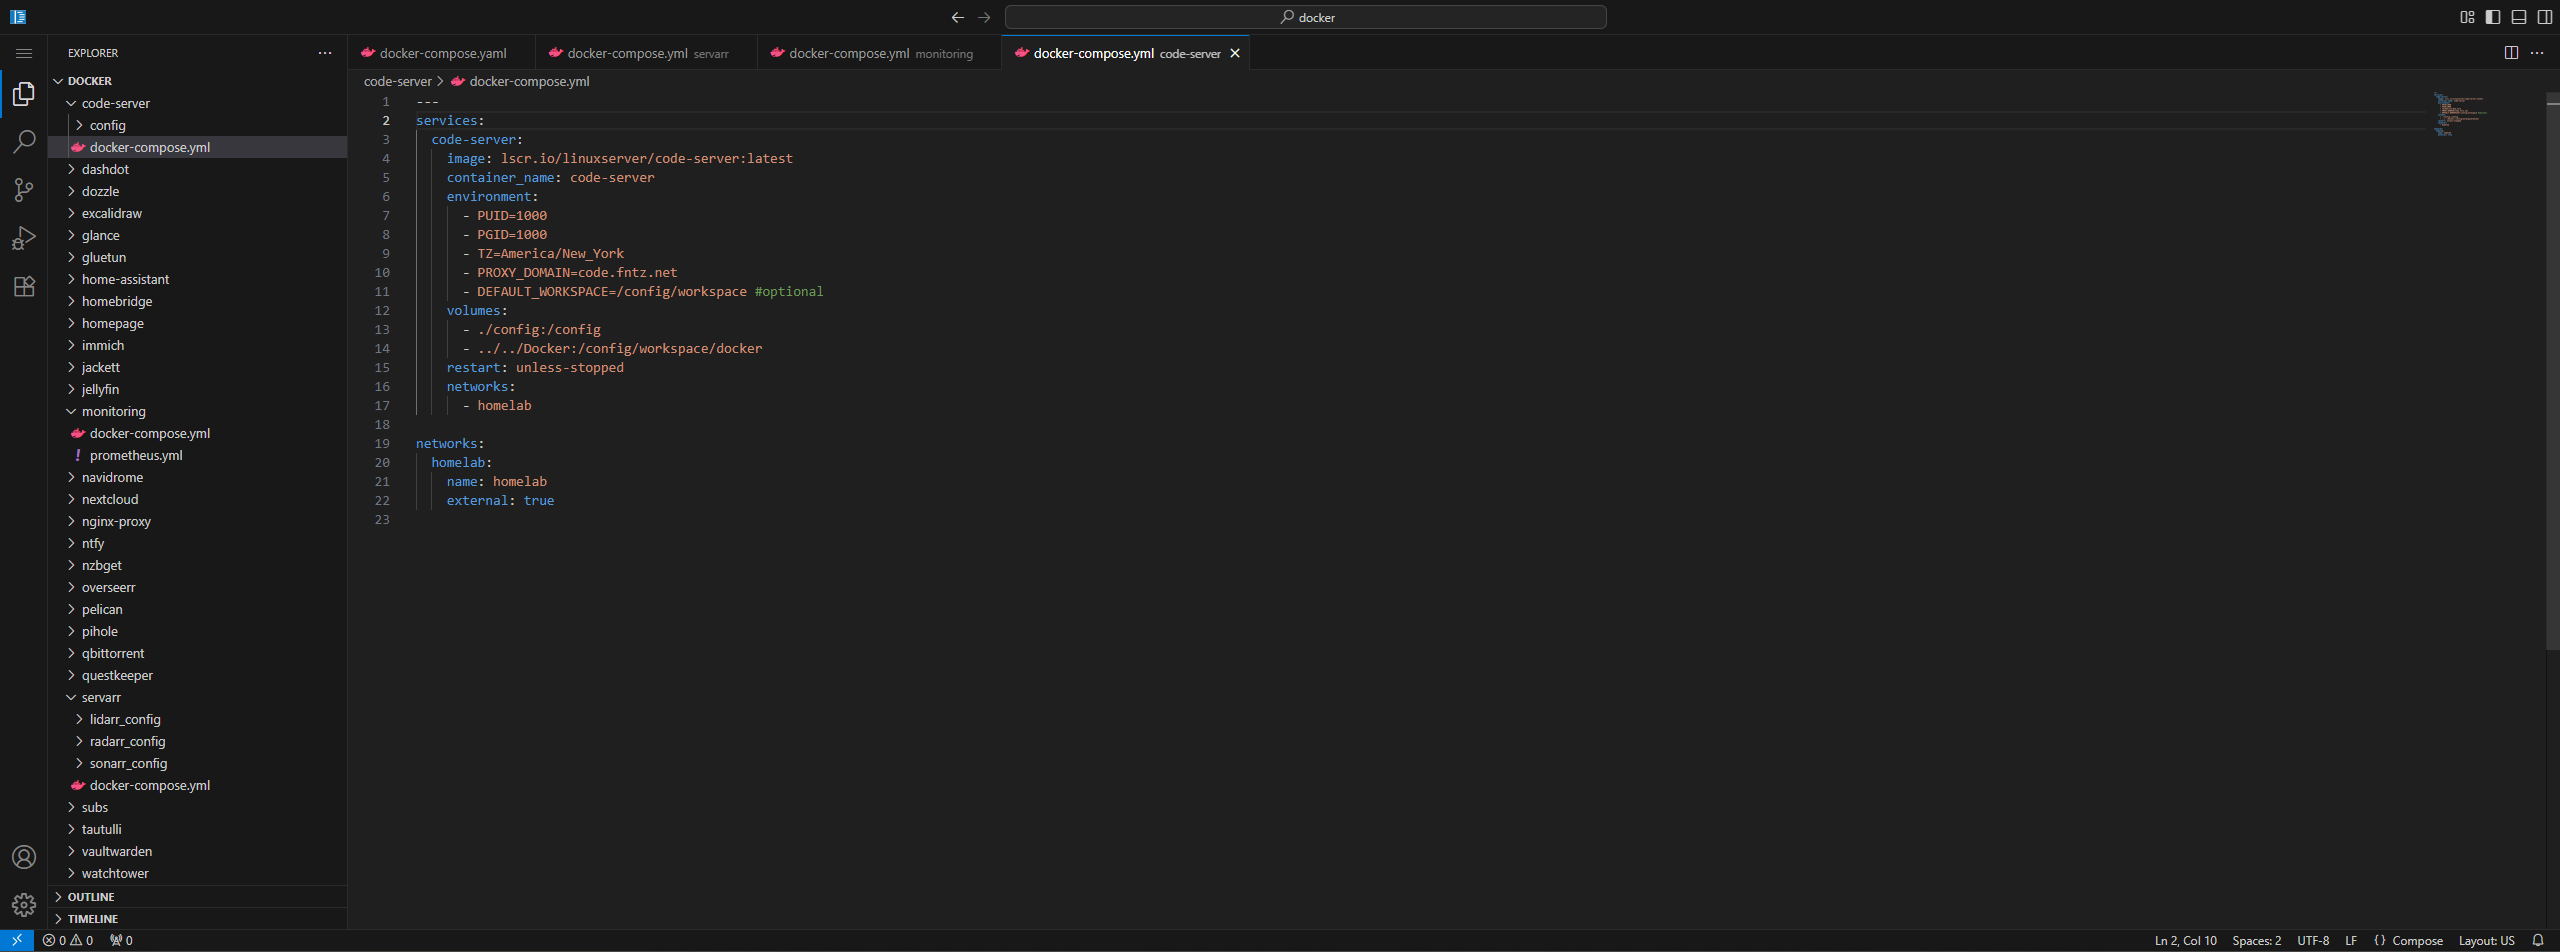 docker
EXPLORER
DOCKER
code-server
config
docker-compose.yml
dashdot
dozzle
excalidraw
glance
gluetun
home-assistant
homebridge
homepage
immich
jackett
jellyfin
monitoring
docker-compose.yml
prometheus.yml
navidrome
nextcloud
nginx-proxy
ntfy
nzbget
overseerr
pelican
pihole
qbittorrent
questkeeper
servarr
lidarr_config
radarr_config
sonarr_config
docker-compose.yml
subs
tautulli
vaultwarden
watchtower
OUTLINE
TIMELINE
docker-compose.yaml
docker-compose.yml servarr
docker-compose.yml monitoring
docker-compose.yml code-server
code-server > docker-compose.yml
1 ---
2 services:
3   code-server:
4     image: lscr.io/linuxserver/code-server:latest
5     container_name: code-server
6     environment:
7       - PUID=1000
8       - PGID=1000
9       - TZ=America/New_York
10       - PROXY_DOMAIN=code.fntz.net
11       - DEFAULT_WORKSPACE=/config/workspace #optional
12     volumes:
13       - ./config:/config
14       - ../../Docker:/config/workspace/docker
15     restart: unless-stopped
16     networks:
17       - homelab
18
19 networks:
20   homelab:
21     name: homelab
22     external: true
23
0 0 0
Ln 2, Col 10 Spaces: 2 UTF-8 LF {} Compose Layout: US